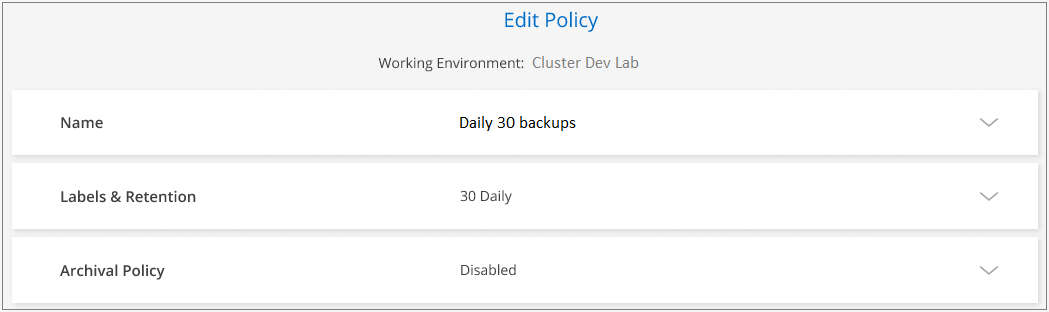 Edit Policy
Working Environment: Cluster Dev Lab
Name Daily 30 backups
Labels & Retention 30 Daily
Archival Policy Disabled